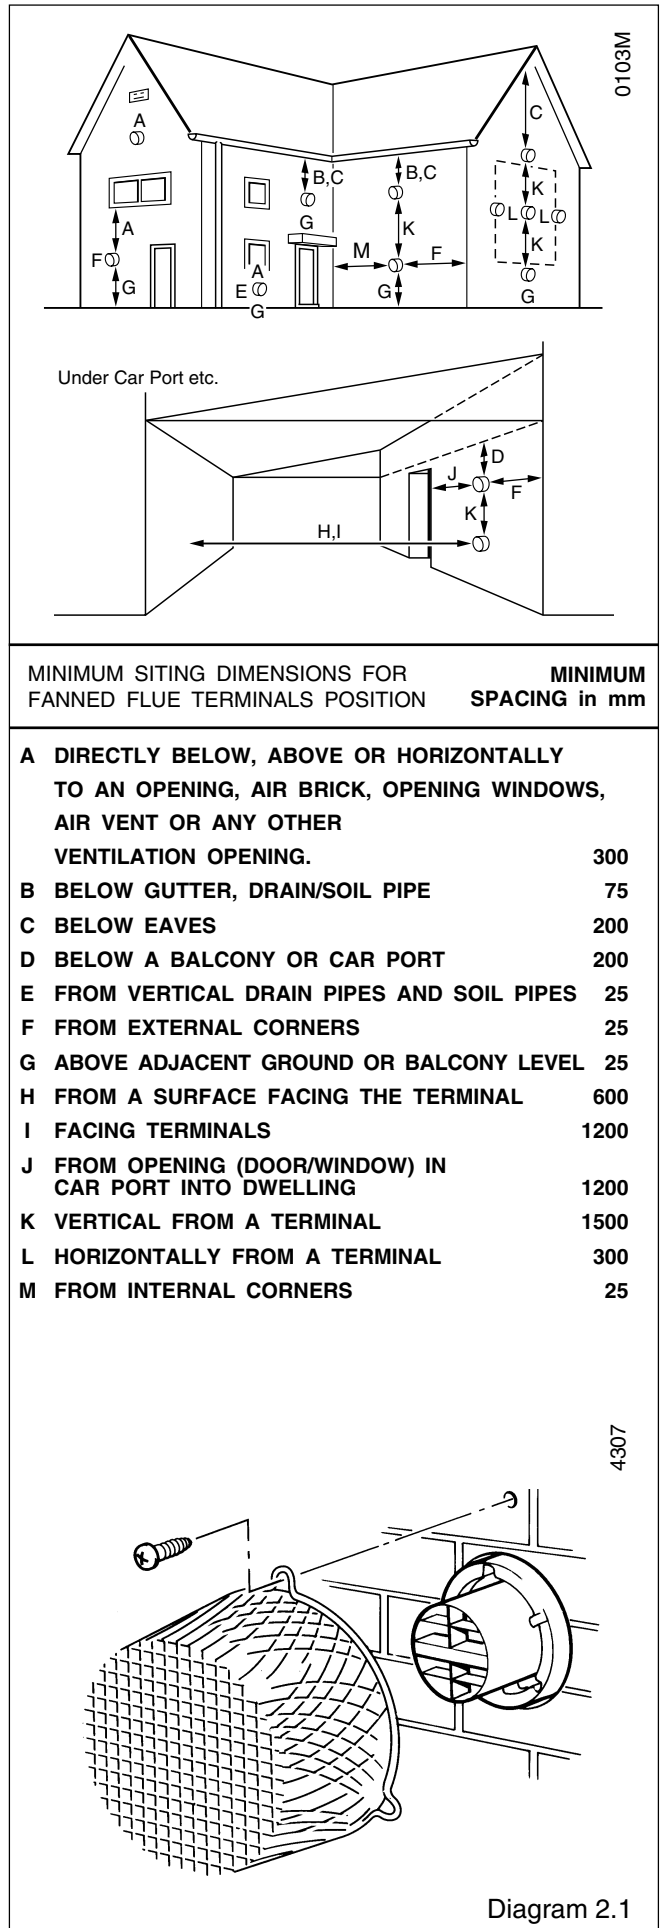 0103M
C
A
B,C
B,C
K
A
G
L
L
K
M
F
K
F
G
A
E
G
G
G
Under Car Port etc.
D
J
F
K
H,I
MINIMUM SITING DIMENSIONS FOR MINIMUM
FANNED FLUE TERMINALS POSITION SPACING in mm
A DIRECTLY BELOW, ABOVE OR HORIZONTALLY
TO AN OPENING, AIR BRICK, OPENING WINDOWS,
AIR VENT OR ANY OTHER
VENTILATION OPENING. 300
B BELOW GUTTER, DRAIN/SOIL PIPE 75
C BELOW EAVES 200
D BELOW A BALCONY OR CAR PORT 200
E FROM VERTICAL DRAIN PIPES AND SOIL PIPES 25
F FROM EXTERNAL CORNERS 25
G ABOVE ADJACENT GROUND OR BALCONY LEVEL 25
H FROM A SURFACE FACING THE TERMINAL 600
I FACING TERMINALS 1200
J FROM OPENING (DOOR/WINDOW) IN
CAR PORT INTO DWELLING 1200
K VERTICAL FROM A TERMINAL 1500
L HORIZONTALLY FROM A TERMINAL 300
M FROM INTERNAL CORNERS 25
4307
Diagram 2.1